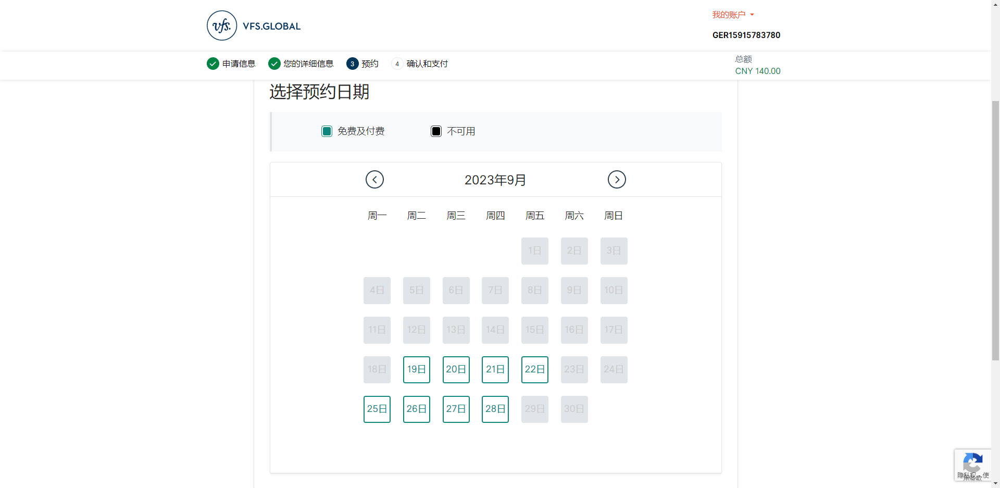 vfs. VFS.GLOBAL
我的账户
GER15915783780
申请信息 您的详细信息 3 预约 4 确认和支付
总额
CNY 140.00
选择预约日期
免费及付费 不可用
2023年9月
周一 周二 周三 周四 周五 周六 周日
1日 2日 3日
4日 5日 6日 7日 8日 9日 10日
11日 12日 13日 14日 15日 16日 17日
18日 19日 20日 21日 22日 23日 24日
25日 26日 27日 28日 29日 30日
隐私权 - 使
用条款